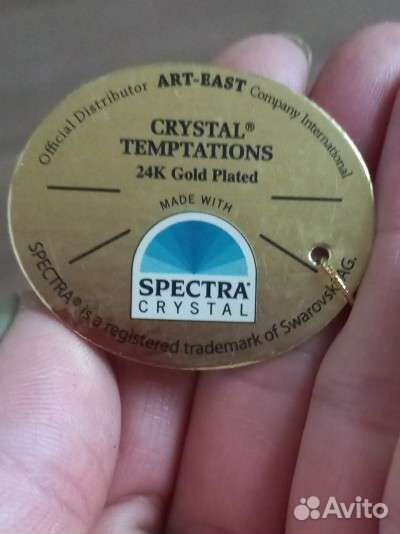 Official Distributor ART-EAST Company International
CRYSTAL®
TEMPTATIONS
24K Gold Plated
MADE WITH
SPECTRA®
CRYSTAL
SPECTRA® is a registered trademark of Swarovski AG.
Avito